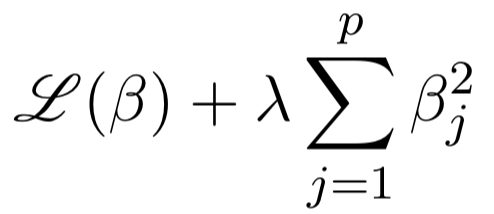 ℒ(β) + λ ∑_{j=1}^{p} β_j^2